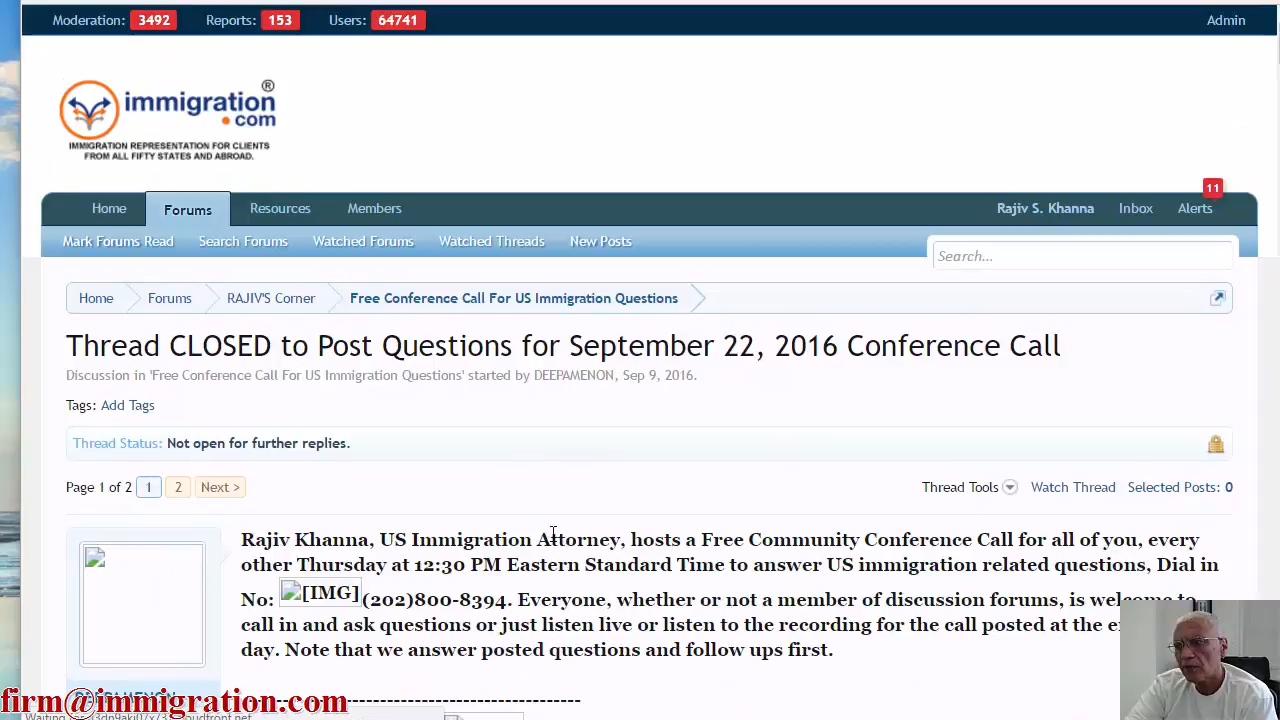 Moderation: 3492 Reports: 153 Users: 64741 Admin
immigration ®
.com
IMMIGRATION REPRESENTATION FOR CLIENTS
FROM ALL FIFTY STATES AND ABROAD.
11
Home Forums Resources Members Rajiv S. Khanna Inbox Alerts
Mark Forums Read Search Forums Watched Forums Watched Threads New Posts
Search...
Home Forums RAJIV'S Corner Free Conference Call For US Immigration Questions
Thread CLOSED to Post Questions for September 22, 2016 Conference Call
Discussion in 'Free Conference Call For US Immigration Questions' started by DEEPAMENON, Sep 9, 2016.
Tags: Add Tags
Thread Status: Not open for further replies.
Page 1 of 2 1 2 Next > Thread Tools Watch Thread Selected Posts: 0
Rajiv Khanna, US Immigration Attorney, hosts a Free Community Conference Call for all of you, every
other Thursday at 12:30 PM Eastern Standard Time to answer US immigration related questions, Dial in
No: [IMG] (202)800-8394. Everyone, whether or not a member of discussion forums, is welcome to
call in and ask questions or just listen live or listen to the recording for the call posted at the
day. Note that we answer posted questions and follow ups first.
DEEPAMENON
firm@immigration.com
--------------------------------